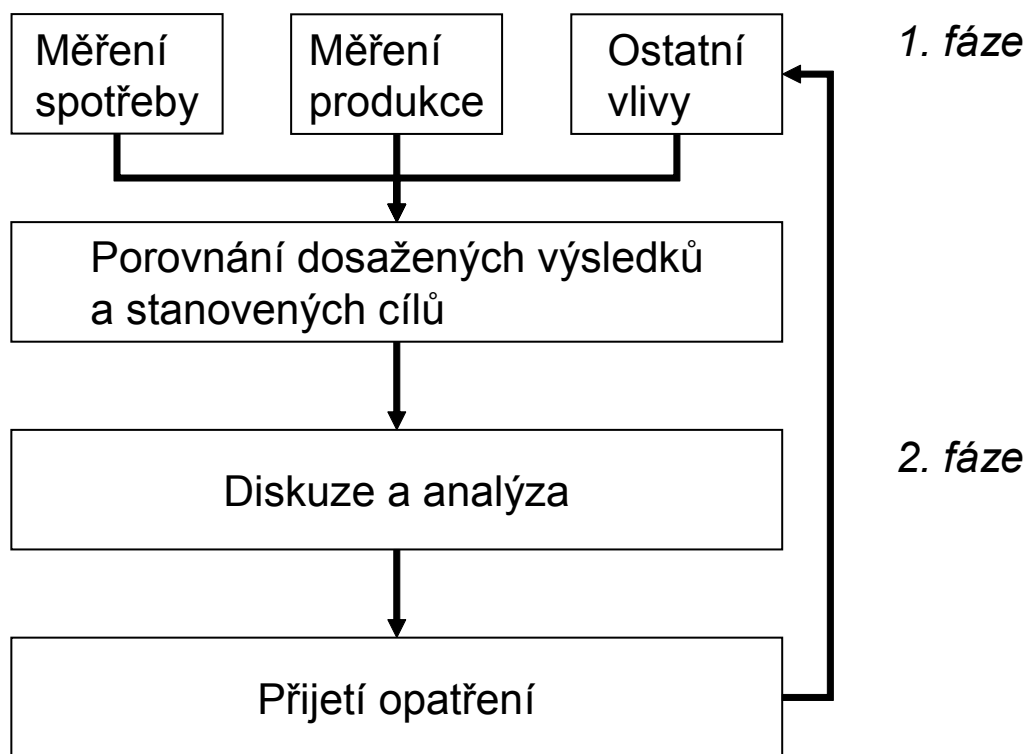 Měření
spotřeby
Měření
produkce
Ostatní
vlivy
1. fáze
Porovnání dosažených výsledků
a stanovených cílů
2. fáze
Diskuze a analýza
Přijetí opatření